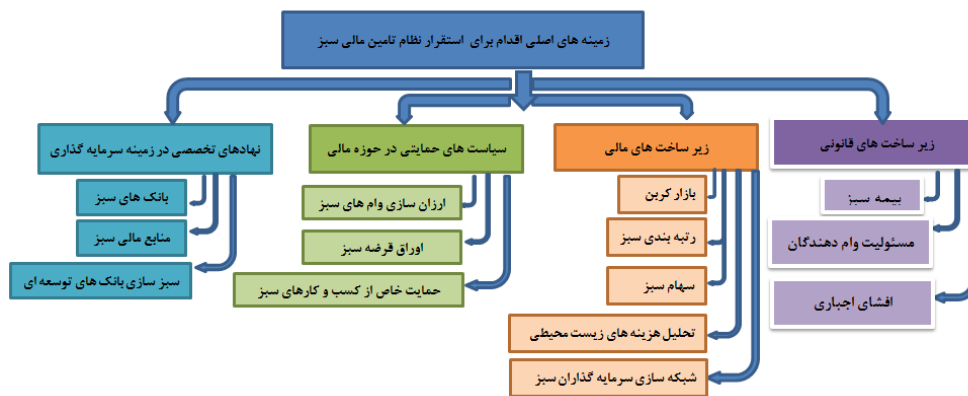 زمینه های اصلی اقدام برای استقرار نظام تامین مالی سبز
زیر ساخت های قانونی
بیمه سبز
مسئولیت وام دهندگان
افشای اجباری
زیر ساخت های مالی
بازار کربن
رتبه بندی سبز
سهام سبز
تحلیل هزینه های زیست محیطی
شبکه سازی سرمایه گذاران سبز
سیاست های حمایتی در حوزه مالی
ارزان سازی وام های سبز
اوراق قرضه سبز
حمایت خاص از کسب و کارهای سبز
نهادهای تخصصی در زمینه سرمایه گذاری
بانک های سبز
منابع مالی سبز
سبز سازی بانک های توسعه ای